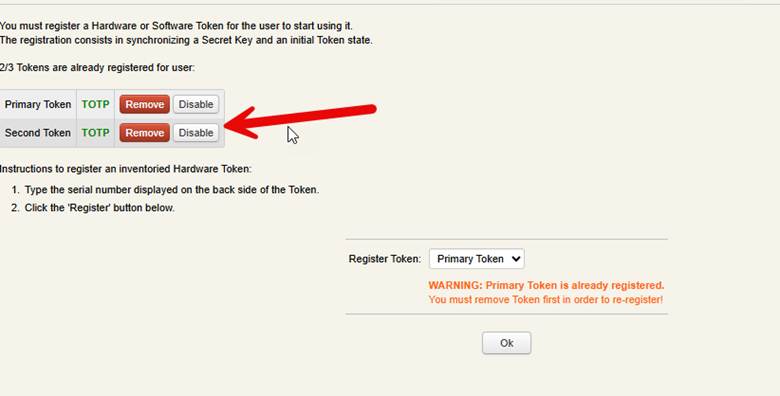 You must register a Hardware or Software Token for the user to start using it.
The registration consists in synchronizing a Secret Key and an initial Token state.
2/3 Tokens are already registered for user:
Primary Token TOTP Remove Disable
Second Token TOTP Remove Disable
Instructions to register an inventoried Hardware Token:
1. Type the serial number displayed on the back side of the Token.
2. Click the 'Register' button below.
Register Token: Primary Token
WARNING: Primary Token is already registered.
You must remove Token first in order to re-register!
Ok